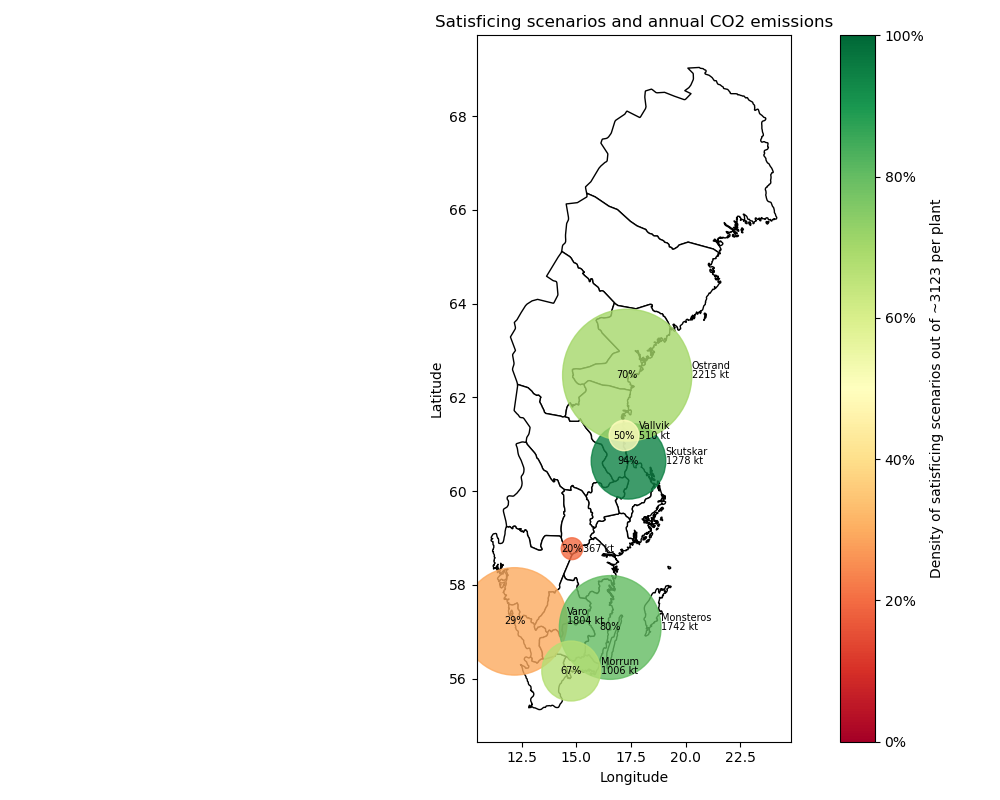 Satisficing scenarios and annual CO2 emissions
68
66
64
62
60
58
56
Latitude
12.5
15.0
17.5
20.0
22.5
Longitude
70%
Ostrand
2215 kt
50%
Vallvik
510 kt
94%
Skutskar
1278 kt
20%
367 kt
29%
Varo
1804 kt
80%
Monsteros
1742 kt
67%
Morrum
1006 kt
100%
80%
60%
40%
20%
0%
Density of satisficing scenarios out of ~3123 per plant